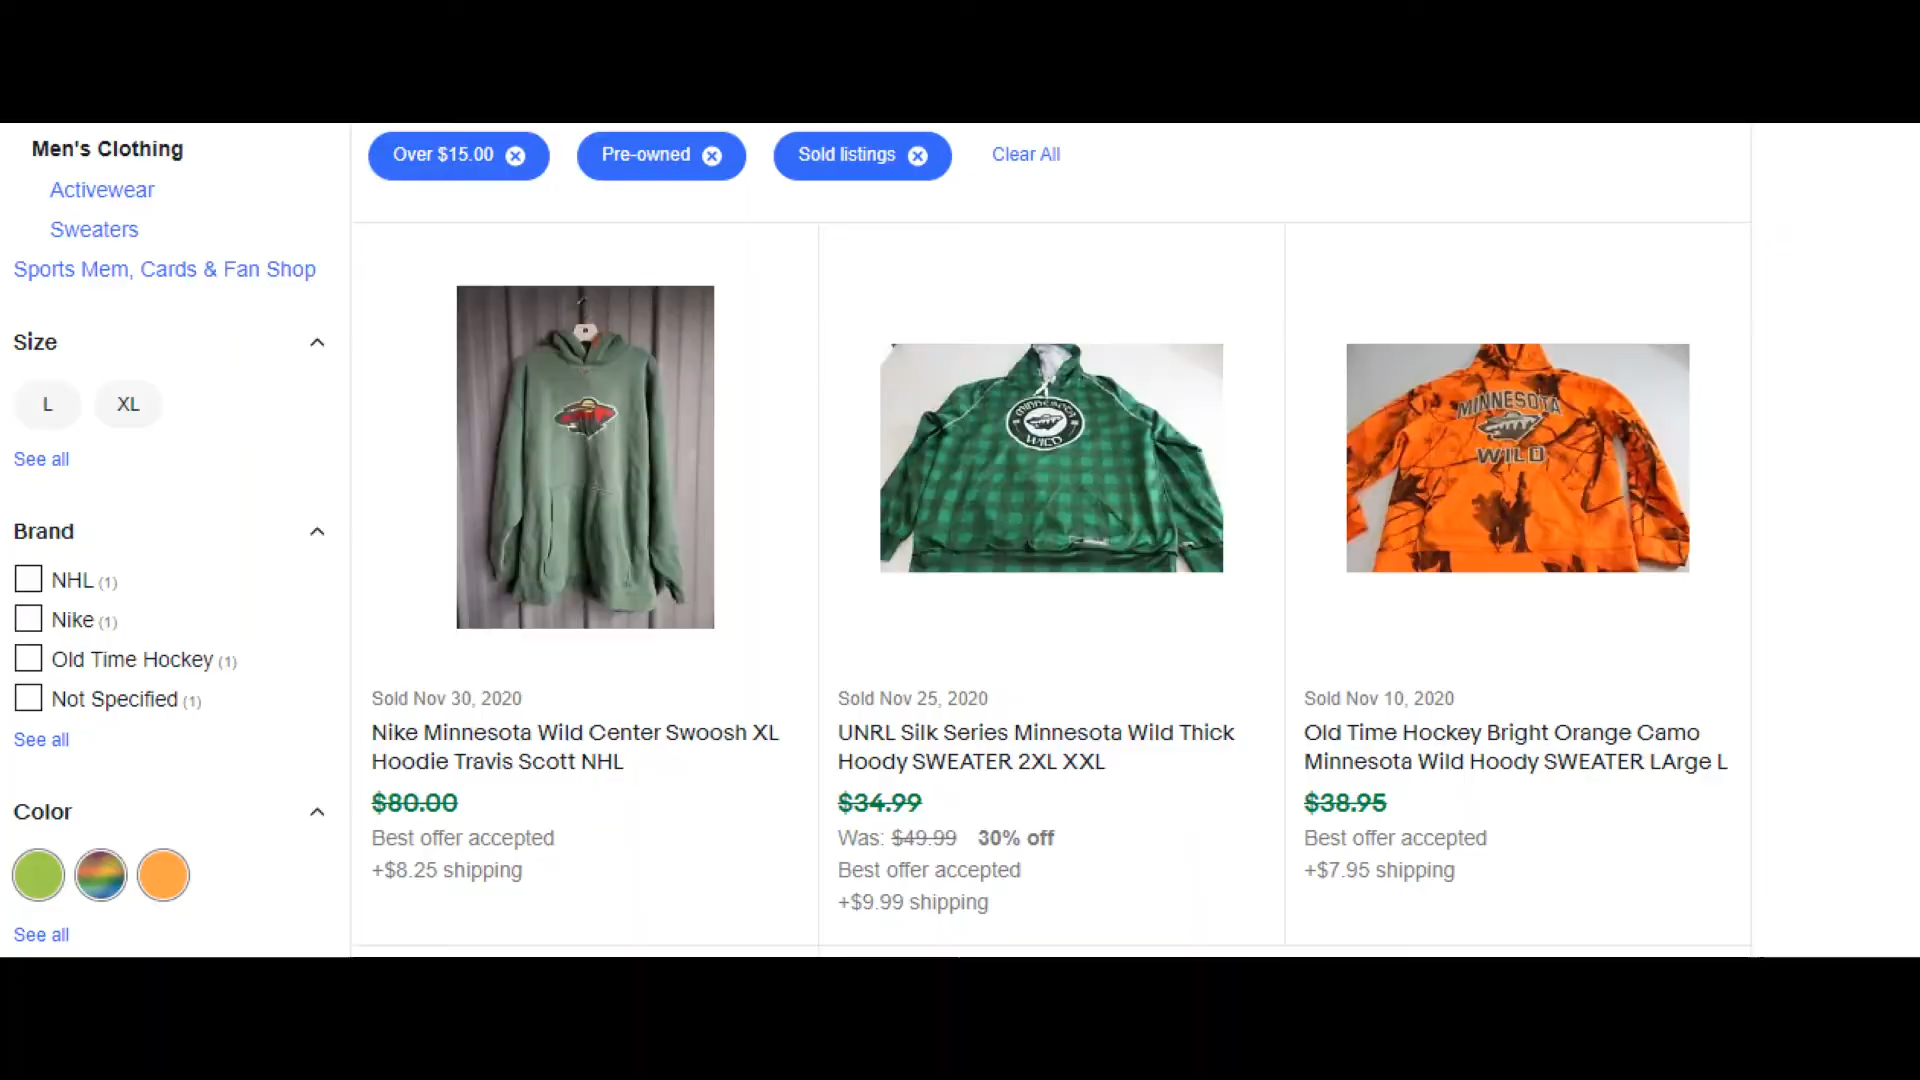 Men's Clothing
Activewear
Sweaters
Sports Mem, Cards & Fan Shop
Size
L XL
See all
Brand
NHL (1)
Nike (1)
Old Time Hockey (1)
Not Specified (1)
See all
Color
See all
Over $15.00 Pre-owned Sold listings Clear All
Sold Nov 30, 2020
Nike Minnesota Wild Center Swoosh XL
Hoodie Travis Scott NHL
$80.00
Best offer accepted
+$8.25 shipping
MINNESOTA
WILD
Sold Nov 25, 2020
UNRL Silk Series Minnesota Wild Thick
Hoody SWEATER 2XL XXL
$34.99
Was: $49.99 30% off
Best offer accepted
+$9.99 shipping
MINNESOTA
WILD
Sold Nov 10, 2020
Old Time Hockey Bright Orange Camo
Minnesota Wild Hoody SWEATER LArge L
$38.95
Best offer accepted
+$7.95 shipping